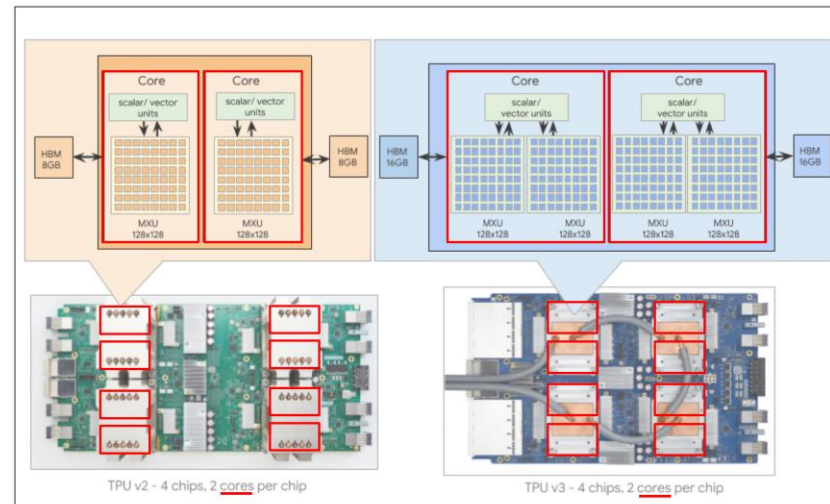 Core
Core
scalar/ vector
units
HBM
8GB
HBM
8GB
MXU
128x128
MXU
128x128
Core
Core
scalar/
vector units
scalar/
vector units
HBM
16GB
HBM
16GB
MXU
128x128
MXU
128x128
MXU
128x128
MXU
128x128
scalar/ vector
units
TPU v2 - 4 chips, 2 cores per chip
TPU v3 - 4 chips, 2 cores per chip